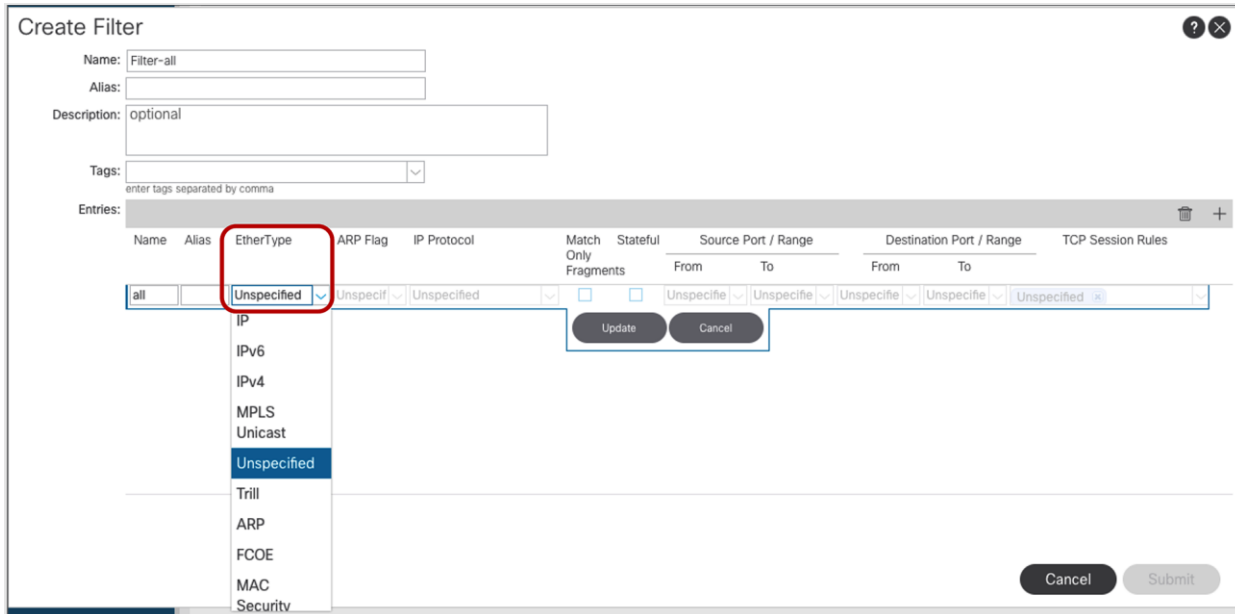 Create Filter
?
Name: Filter-all
Alias:
Description: optional
Tags:
enter tags separated by comma
Entries:
Name Alias EtherType ARP Flag IP Protocol Match Only Fragments Stateful Source Port / Range Destination Port / Range TCP Session Rules
From To From To
all Unspecified Unspecif Unspecified Unspecifie Unspecifie Unspecifie Unspecifie Unspecified
Update Cancel
IP
IPv6
IPv4
MPLS
Unicast
Unspecified
Trill
ARP
FCOE
MAC
Security
Cancel Submit